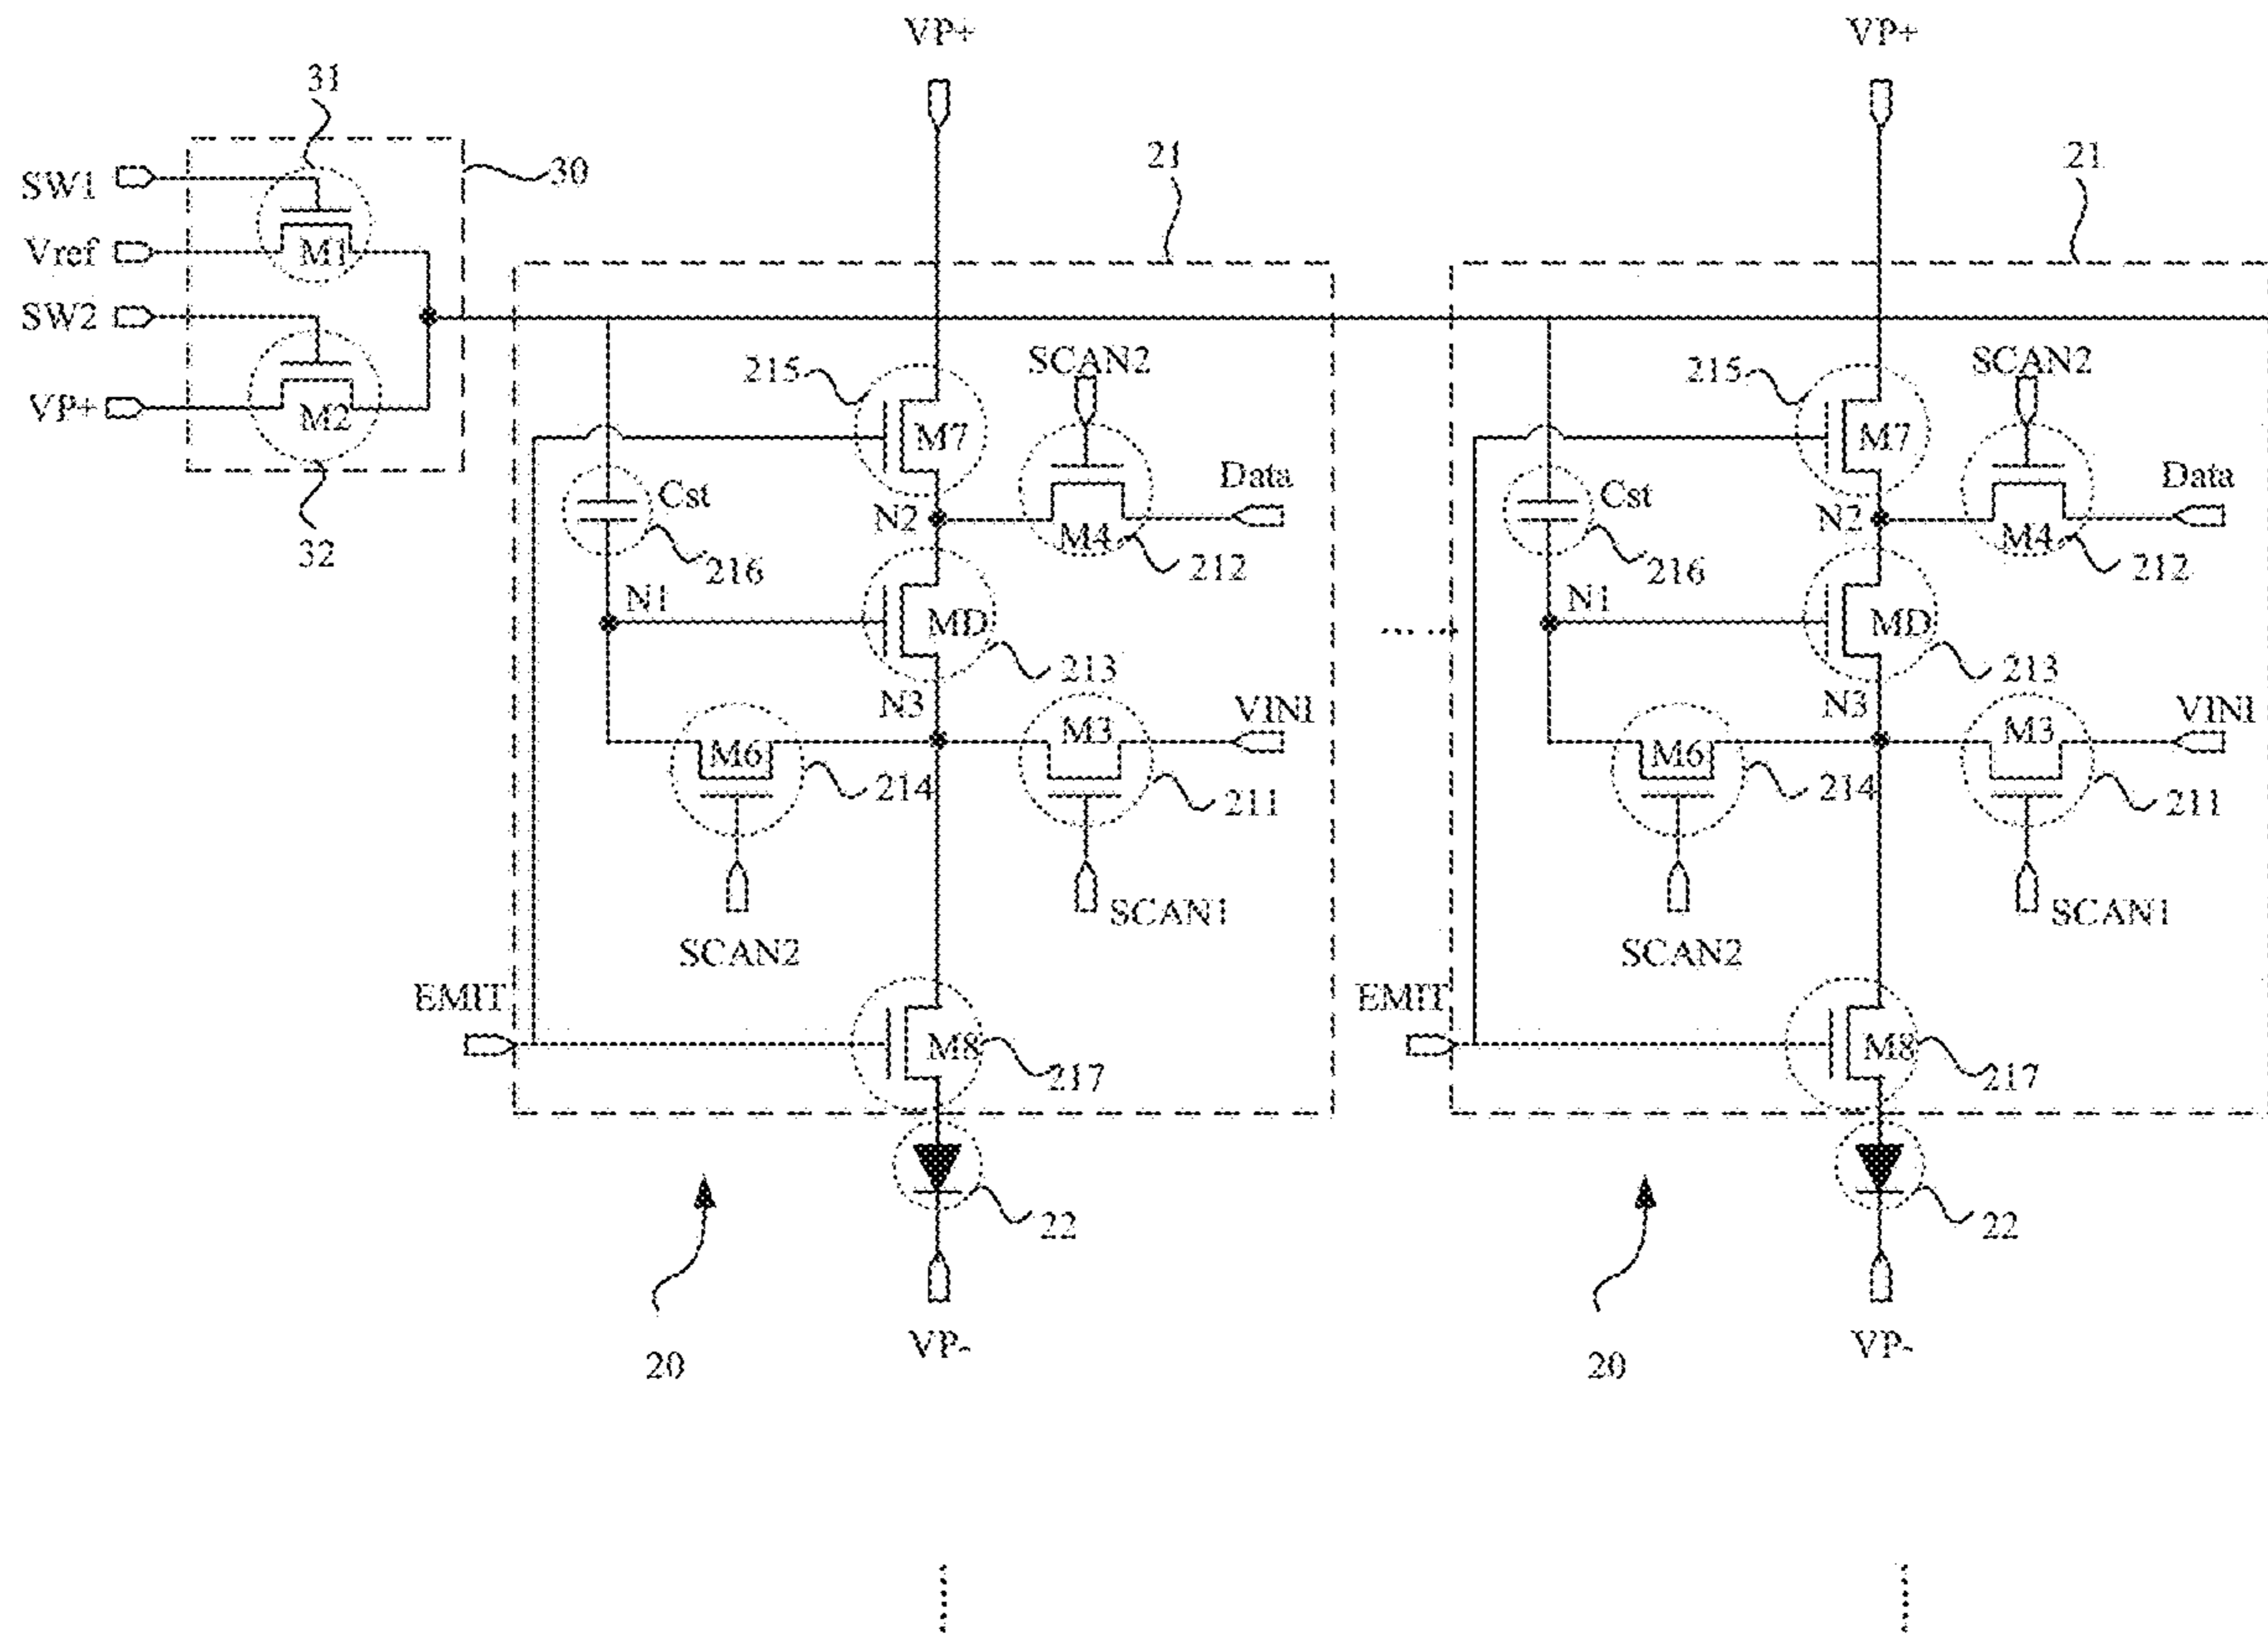 VP+
VP+
31
21
21
SW1
30
Vref
M1
SW2
215
SCAN2
215
SCAN2
VP+
M2
M7
M7
Cst
Data
Cst
Data
N2
N2
32
M4
M4
216
212
216
212
N1
N1
MD
MD
213
213
N3
VINI
N3
VINI
M6
M3
M6
M3
214
211
214
211
SCAN1
SCAN1
SCAN2
SCAN2
EMIT
EMIT
M8
M8
217
217
22
22
VP-
VP-
20
20